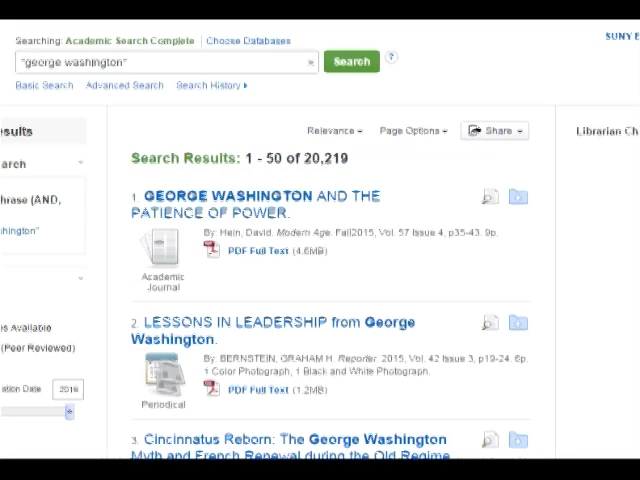 Searching: Academic Search Complete | Choose Databases
SUNY E
"george washington"
Search
?
Basic Search Advanced Search Search History
esults
Relevance Page Options Share
Librarian Ch
Search Results: 1 - 50 of 20,219
earch
hrase (AND,
1. GEORGE WASHINGTON AND THE
PATIENCE OF POWER.
hington"
By: Hein, David. Modern Age. Fall2015, Vol. 57 Issue 4, p35-43. 9p.
PDF Full Text (4.6MB)
Academic
Journal
2. LESSONS IN LEADERSHIP from George
Washington.
es Available
(Peer Reviewed)
By: BERNSTEIN, GRAHAM H. Reporter. 2015, Vol. 42 Issue 3, p19-24. 6p.
1 Color Photograph, 1 Black and White Photograph.
ation Date 2016
PDF Full Text (1.2MB)
Periodical
3. Cincinnatus Reborn: The George Washington
Myth and French Renewal during the Old Regime